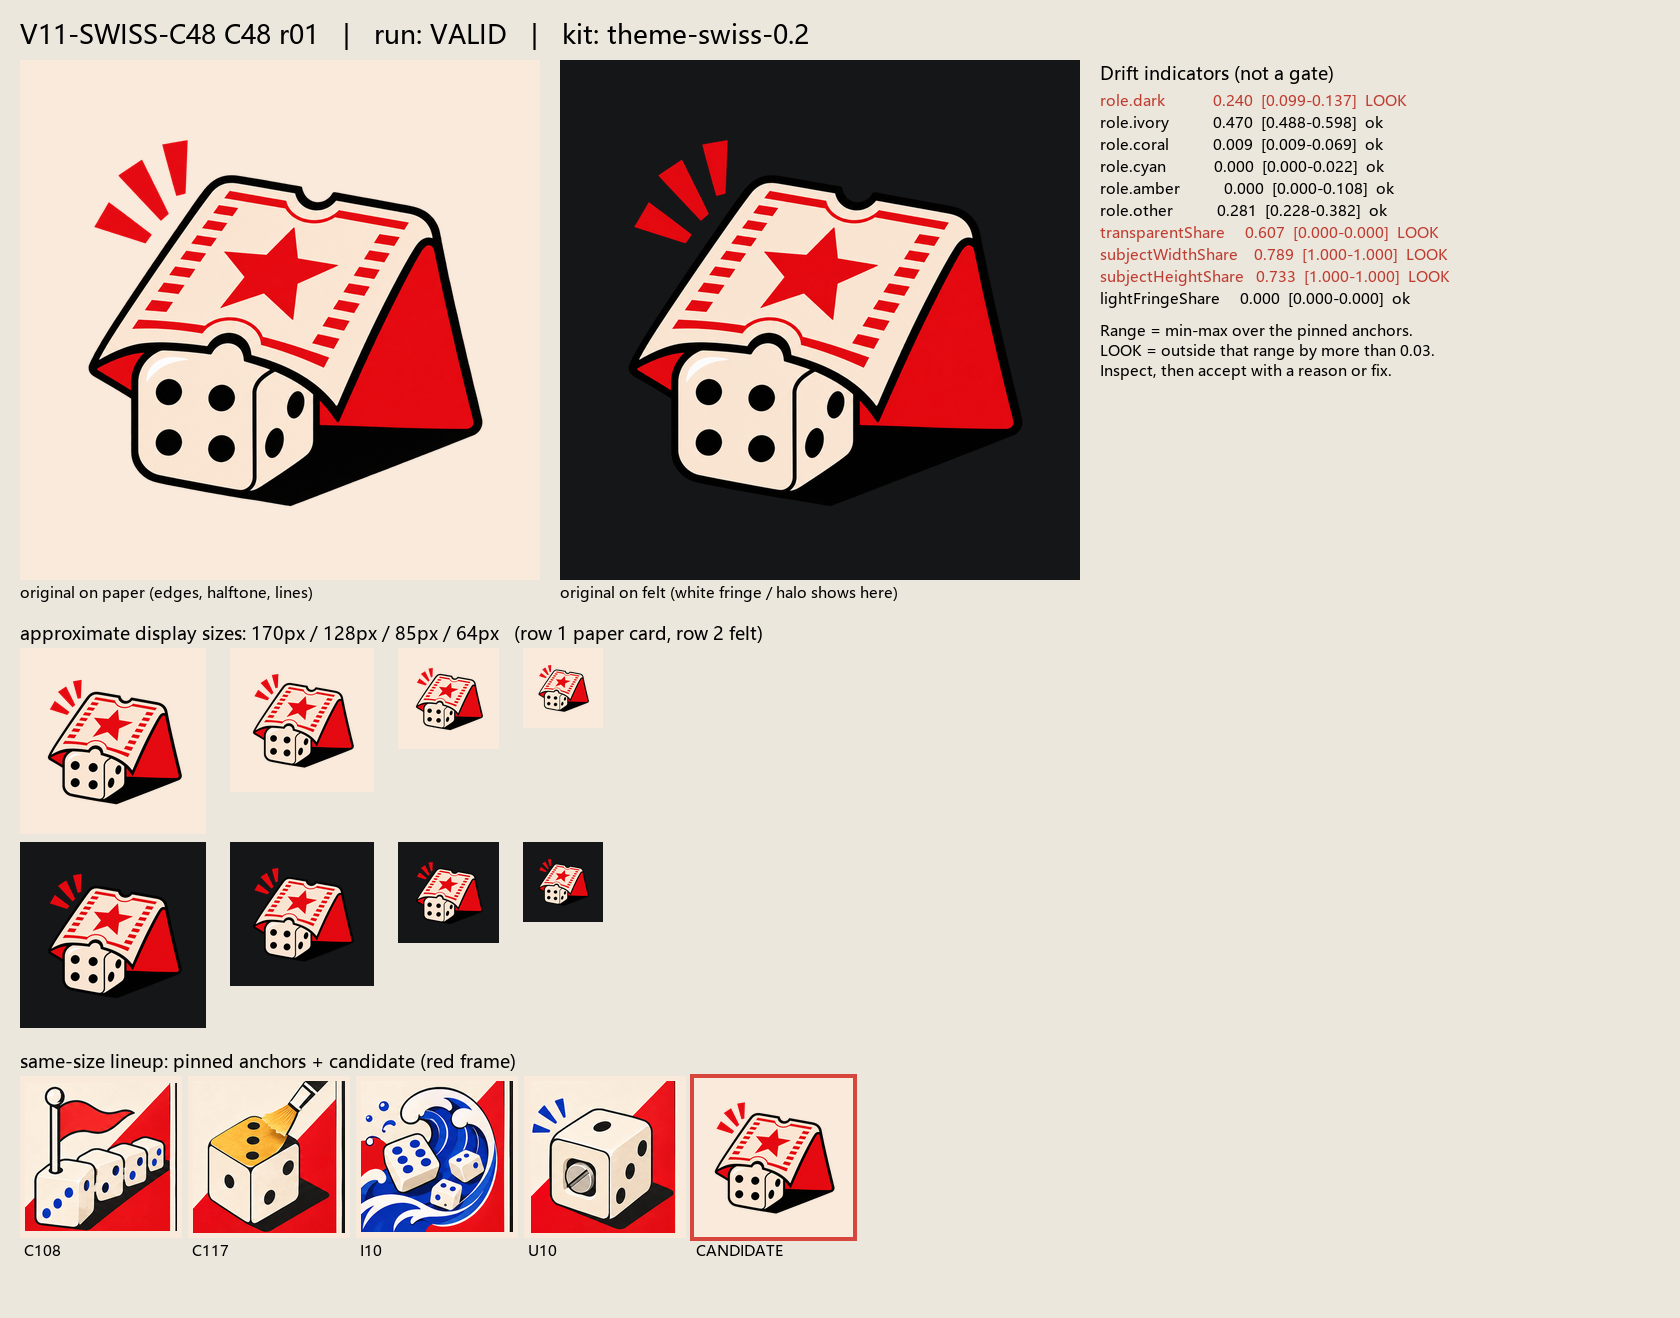 V11-SWISS-C48 C48 r01 | run: VALID | kit: theme-swiss-0.2
Drift indicators (not a gate)
role.dark 0.240 [0.099-0.137] LOOK
role.ivory 0.470 [0.488-0.598] ok
role.coral 0.009 [0.009-0.069] ok
role.cyan 0.000 [0.000-0.022] ok
role.amber 0.000 [0.000-0.108] ok
role.other 0.281 [0.228-0.382] ok
transparentShare 0.607 [0.000-0.000] LOOK
subjectWidthShare 0.789 [1.000-1.000] LOOK
subjectHeightShare 0.733 [1.000-1.000] LOOK
lightFringeShare 0.000 [0.000-0.000] ok
Range = min-max over the pinned anchors.
LOOK = outside that range by more than 0.03.
Inspect, then accept with a reason or fix.
original on paper (edges, halftone, lines)
original on felt (white fringe / halo shows here)
approximate display sizes: 170px / 128px / 85px / 64px (row 1 paper card, row 2 felt)
same-size lineup: pinned anchors + candidate (red frame)
C108
C117
I10
U10
CANDIDATE